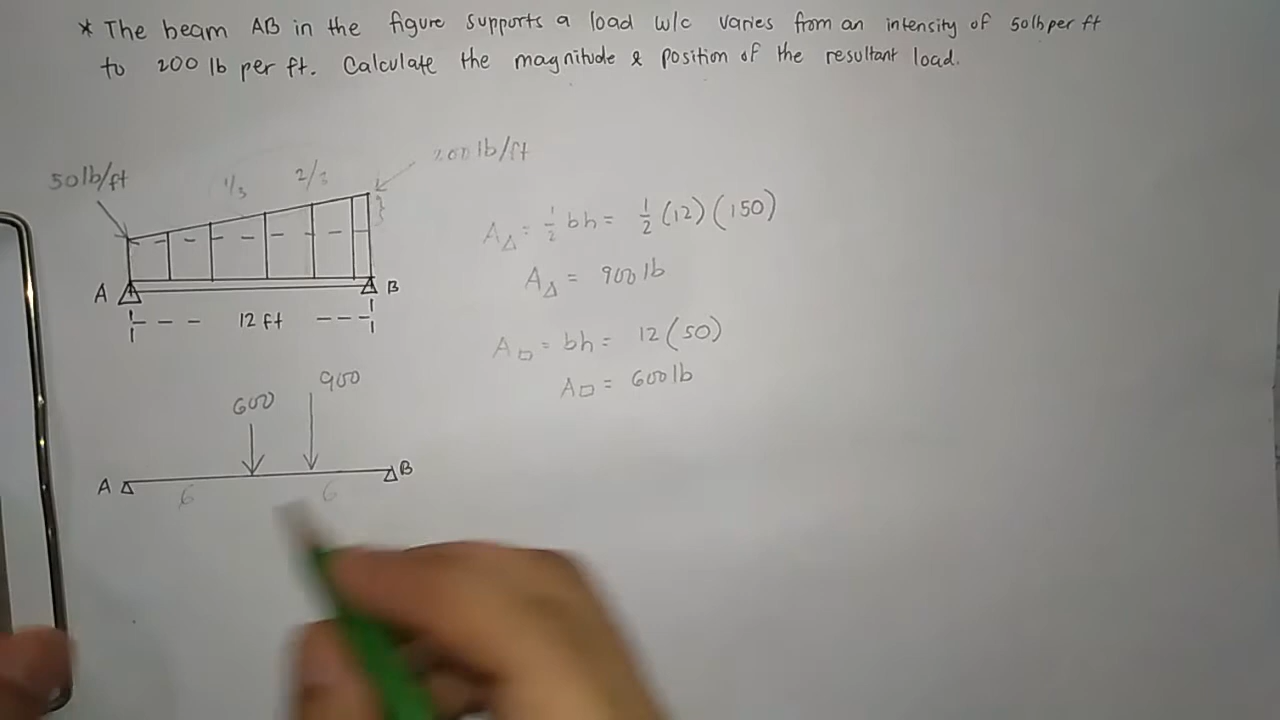 * The beam AB in the figure supports a load w/c varies from an intensity of 50lb per ft
to 200 lb per ft. Calculate the magnitude & position of the resultant load.
50lb/ft
1/3
2/3
200 lb/ft
A
B
12 ft
A△ = 1/2 bh = 1/2 (12)(150)
A△ = 900 lb
A▭ = bh = 12(50)
A▭ = 600 lb
600
900
A
B
6
6